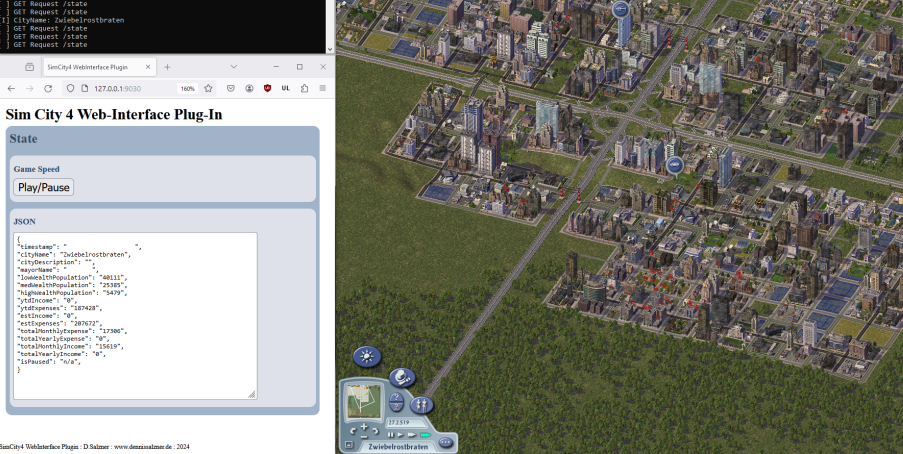 ] GET Request /state
] GET Request /state
[I] CityName: Zwiebelrostbraten
] GET Request /state
] GET Request /state
] GET Request /state
SimCity4 WebInterface Plugin
127.0.0.1:9030
160%
UL
Sim City 4 Web-Interface Plug-In
State
Game Speed
Play/Pause
JSON
{
"timestamp": " ",
"cityName": "Zwiebelrostbraten",
"cityDescription": "",
"mayorName": " ",
"lowWealthPopulation": "40111",
"medWealthPopulation": "25385",
"highWealthPopulation": "5479",
"ytdIncome": "0",
"ytdExpenses": "187428",
"estIncome": "0",
"estExpenses": "207672",
"totalMonthlyExpense": "17306",
"totalYearlyExpense": "0",
"totalMonthlyIncome": "15619",
"totalYearlyIncome": "0",
"isPaused": "n/a",
}
SimCity4 WebInterface Plugin : D.Salzner : www.dennissalzner.de : 2024
27.2.519
Zwiebelrostbraten